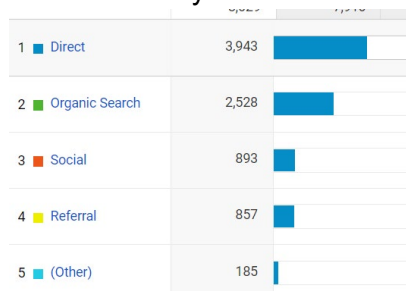 1 Direct 3,943
2 Organic Search 2,528
3 Social 893
4 Referral 857
5 (Other) 185